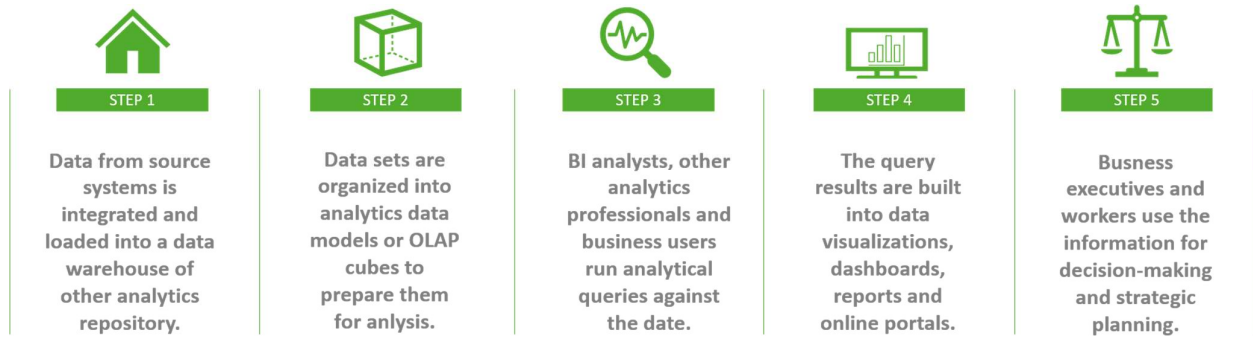 STEP 1
Data from source
systems is
integrated and
loaded into a data
warehouse of
other analytics
repository.
STEP 2
Data sets are
organized into
analytics data
models or OLAP
cubes to
prepare them
for anlysis.
STEP 3
BI analysts, other
analytics
professionals and
business users
run analytical
queries against
the date.
STEP 4
The query
results are built
into data
visualizations,
dashboards,
reports and
online portals.
STEP 5
Busness
executives and
workers use the
information for
decision-making
and strategic
planning.